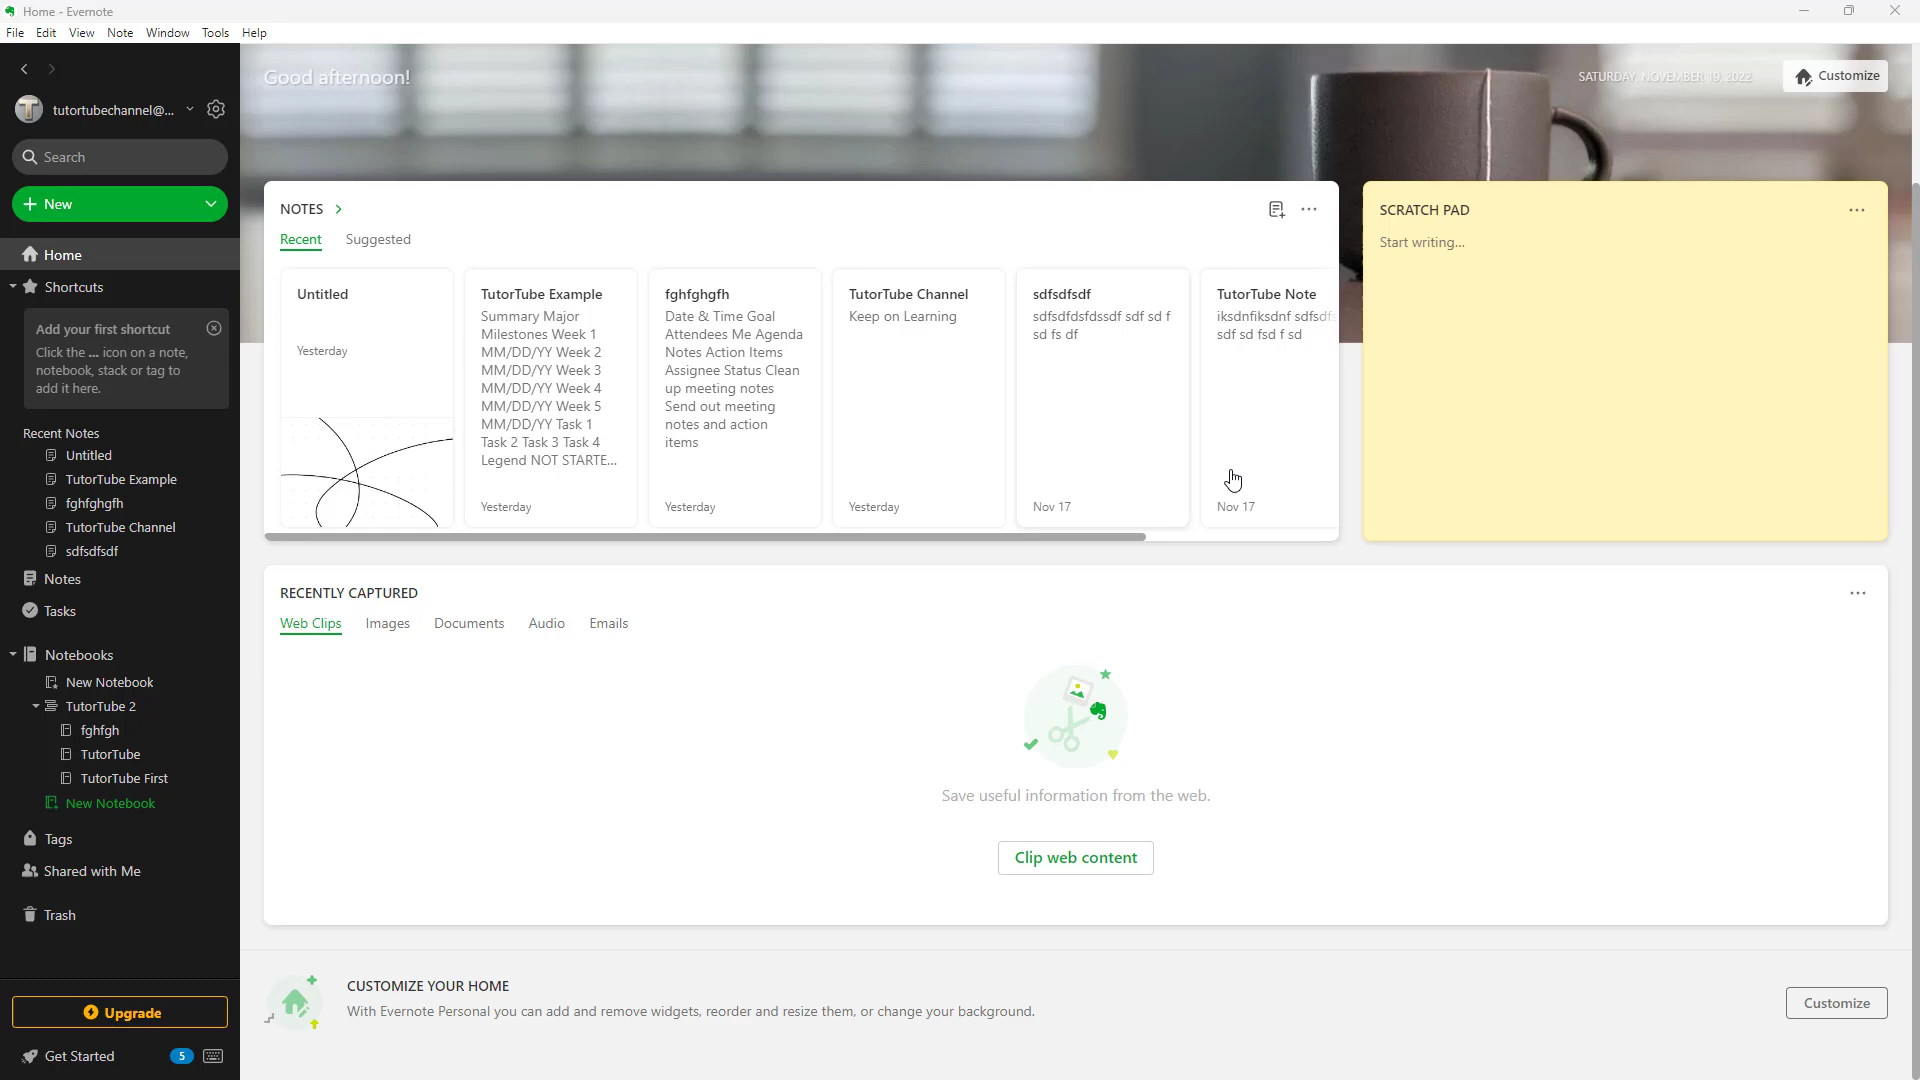 Home - Evernote
File Edit View Note Window Tools Help
tutortubechannel@...
Search
New
Home
Shortcuts
Add your first shortcut
Click the ... icon on a note,
notebook, stack or tag to
add it here.
Recent Notes
Untitled
TutorTube Example
fghfghgfh
TutorTube Channel
sdfsdfsdf
Notes
Tasks
Notebooks
New Notebook
TutorTube 2
fghfgh
TutorTube
TutorTube First
New Notebook
Tags
Shared with Me
Trash
Upgrade
Get Started 5
Good afternoon!
SATURDAY, NOVEMBER 19, 2022
Customize
NOTES
Recent Suggested
Untitled
Yesterday
TutorTube Example
Summary Major
Milestones Week 1
MM/DD/YY Week 2
MM/DD/YY Week 3
MM/DD/YY Week 4
MM/DD/YY Week 5
MM/DD/YY Task 1
Task 2 Task 3 Task 4
Legend NOT STARTE...
Yesterday
fghfghgfh
Date & Time Goal
Attendees Me Agenda
Notes Action Items
Assignee Status Clean
up meeting notes
Send out meeting
notes and action
items
Yesterday
TutorTube Channel
Keep on Learning
Yesterday
sdfsdfsdf
sdfsdfdsfdssdf sdf sd f
sd fs df
Nov 17
TutorTube Note
iksdnfiksdnf sdfsdfs
sdf sd fsd f sd
Nov 17
SCRATCH PAD
Start writing...
RECENTLY CAPTURED
Web Clips Images Documents Audio Emails
Save useful information from the web.
Clip web content
CUSTOMIZE YOUR HOME
With Evernote Personal you can add and remove widgets, reorder and resize them, or change your background.
Customize